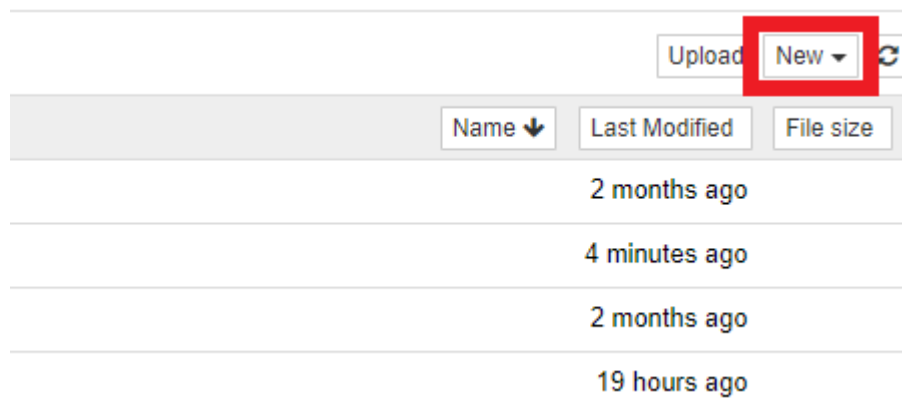 Upload New
Name Last Modified File size
2 months ago
4 minutes ago
2 months ago
19 hours ago